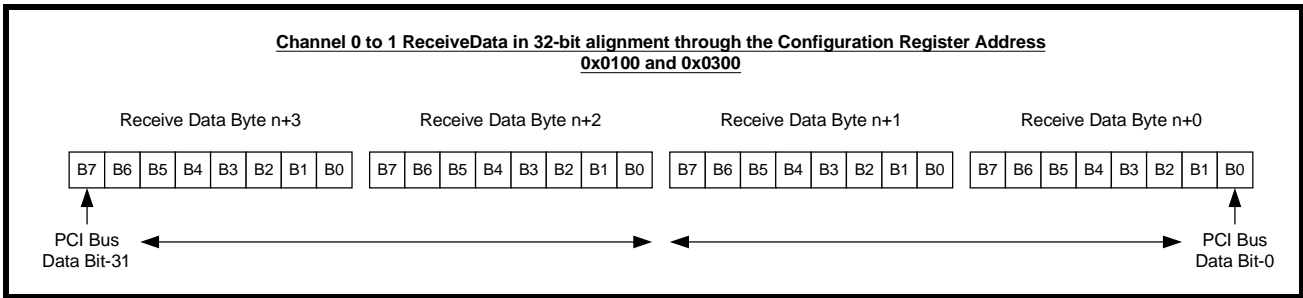 Channel 0 to 1 ReceiveData in 32-bit alignment through the Configuration Register Address
0x0100 and 0x0300
Receive Data Byte n+3 Receive Data Byte n+2 Receive Data Byte n+1 Receive Data Byte n+0
B7 B6 B5 B4 B3 B2 B1 B0 B7 B6 B5 B4 B3 B2 B1 B0 B7 B6 B5 B4 B3 B2 B1 B0 B7 B6 B5 B4 B3 B2 B1 B0
PCI Bus PCI Bus
Data Bit-31 Data Bit-0